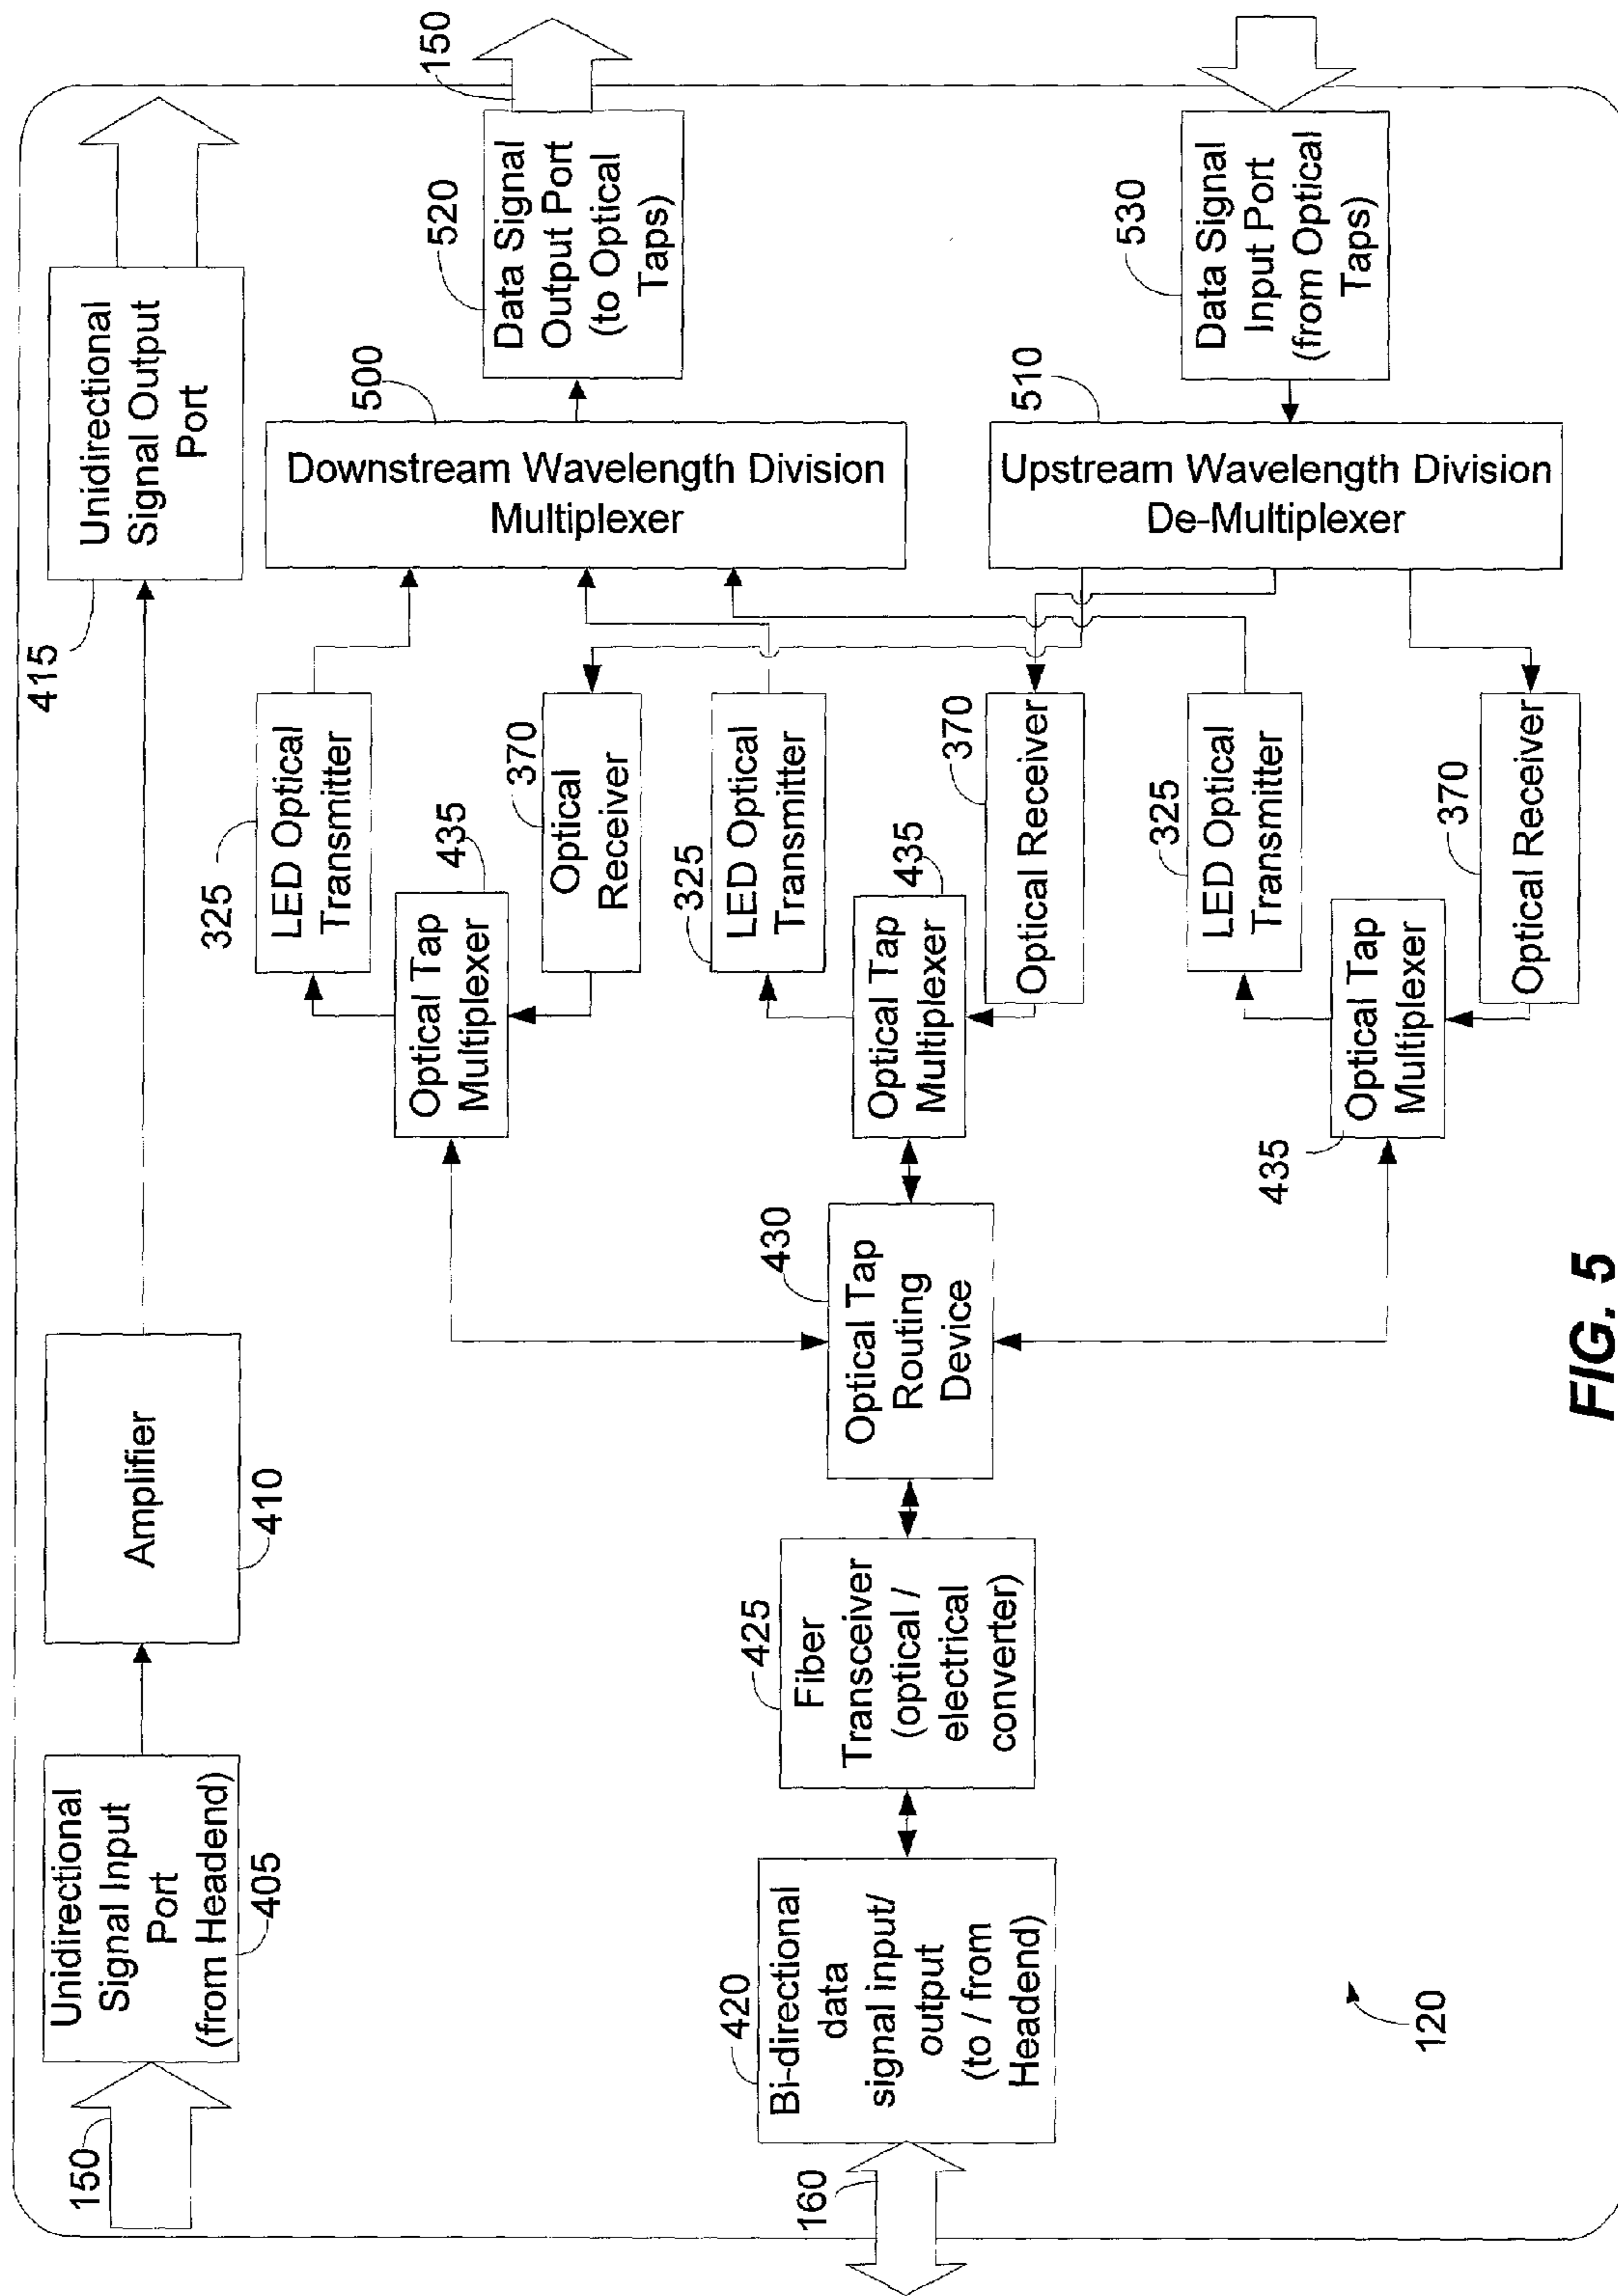 150
Unidirectional
Signal Input
Port
(from Headend)
405
Amplifier
410
415
Unidirectional
Signal Output
Port
160
420
Bi-directional
data
signal input/
output
(to / from
Headend)
425
Fiber
Transceiver
(optical /
electrical
converter)
430
Optical Tap
Routing
Device
435
Optical Tap
Multiplexer
325
LED Optical
Transmitter
370
Optical
Receiver
435
Optical Tap
Multiplexer
325
LED Optical
Transmitter
370
Optical Receiver
435
Optical Tap
Multiplexer
325
LED Optical
Transmitter
370
Optical Receiver
500
Downstream Wavelength Division
Multiplexer
510
Upstream Wavelength Division
De-Multiplexer
520
Data Signal
Output Port
(to Optical
Taps)
150
530
Data Signal
Input Port
(from Optical
Taps)
120
FIG. 5